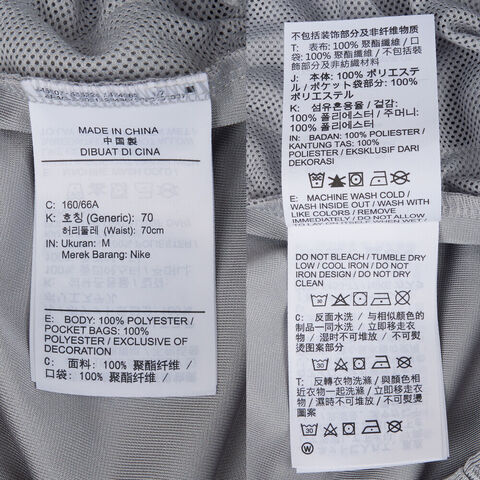 MADE IN CHINA
中國製
DIBUAT DI CINA
C: 160/66A
K: 호칭 (Generic): 70
허리둘레 (Waist): 70cm
IN: Ukuran: M
Merek Barang: Nike
E: BODY: 100% POLYESTER/
POCKET BAGS: 100%
POLYESTER/ EXCLUSIVE OF
DECORATION
C: 面料: 100% 聚酯纤维/
口袋: 100% 聚酯纤维/
不包括装饰部分及非纤维物质
T: 表布: 100% 聚酯纖維/ 口
袋: 100% 聚酯纖維/ 不包括裝
飾部分及非紡織材料
J: 本体: 100% ポリエステ
ル/ ポケット袋部分: 100%
ポリエステル
K: 섬유혼용율/ 겉감:
100% 폴리에스터/ 주머니:
100% 폴리에스터
IN: BADAN: 100% POLIESTER/
KANTUNG TAS: 100%
POLIESTER/ EKSKLUSIF DARI
DEKORASI
E: MACHINE WASH COLD/
WASH INSIDE OUT/ WASH WITH
LIKE COLORS/ REMOVE
IMMEDIATELY/ DO NOT ALLOW
TO LAY ON ITSELF WHEN WET/
DO NOT BLEACH/ TUMBLE DRY
LOW/ COOL IRON/ DO NOT
IRON DESIGN/ DO NOT DRY
CLEAN
C: 反面水洗/ 与相似颜色的
制品一同水洗/ 立即移走衣
物, 湿时不可堆放/ 不可熨
烫图案部分
T: 反轉衣物洗滌/ 與顏色相
近衣物一起洗滌/ 立即移走衣
物, 濕時不可堆放/ 不可熨燙
圖案